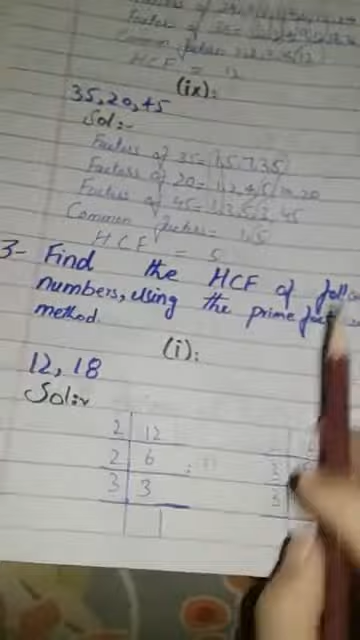 HCF = 12
(ix):
35, 20, 45
Sol:-
Factors of 35 = 1,5,7,35
Factors of 20 = 1,2,4,5, 10, 20
Factors of 45 = 1,3,5, 45
Common factors = 1,5
HCF = 5
3- Find the HCF of
numbers, using the prime
method.
(i):
12, 18
Sol:-
2 12
2 6
3 3